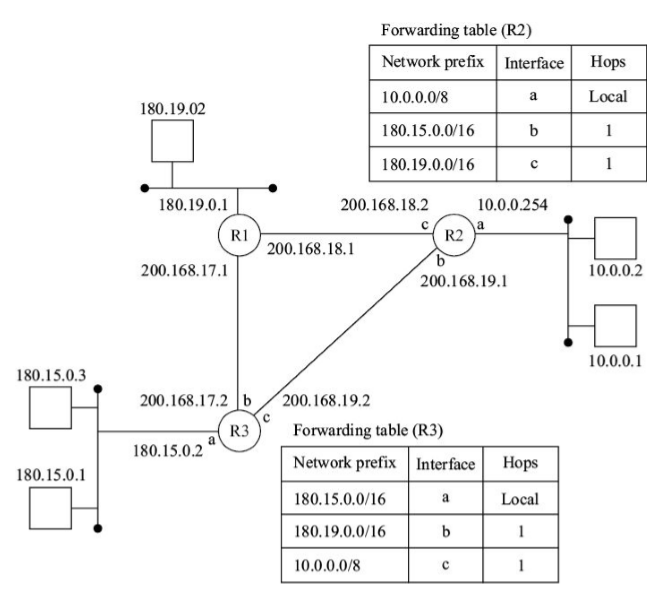 Forwarding table (R2)
Network prefix Interface Hops
10.0.0.0/8 a Local
180.15.0.0/16 b 1
180.19.0.0/16 c 1
180.19.02
180.19.0.1
200.168.18.2
10.0.0.254
R1
c
R2
a
200.168.18.1
b
200.168.17.1
200.168.19.1
10.0.0.2
10.0.0.1
180.15.0.3
200.168.17.2
b
200.168.19.2
c
R3
a
180.15.0.2
180.15.0.1
Forwarding table (R3)
Network prefix Interface Hops
180.15.0.0/16 a Local
180.19.0.0/16 b 1
10.0.0.0/8 c 1